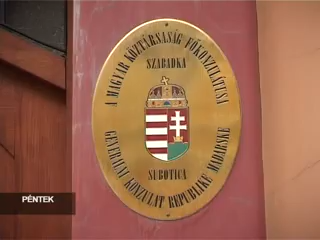 A MAGYAR KÖZTÁRSASÁG FŐKONZULÁTUSA
SZABADKA
SUBOTICA
GENERALNI KONZULAT REPUBLIKE MAĐARSKE
PÉNTEK